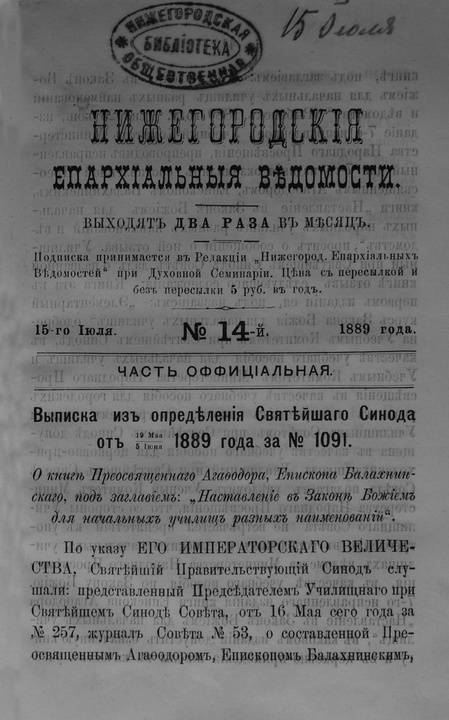 НИЖЕГОРОДСКАЯ
БИБЛІОТЕКА
ОБЩЕСТВЕННАЯ
15 Июля
НИЖЕГОРОДСКІЯ
ЕПАРХІАЛЬНЫЯ ВѢДОМОСТИ.
ВЫХОДЯТЪ ДВА РАЗА ВЪ МѢСЯЦЪ.
Подписка принимается въ Редакціи „Нижегород. Епархіальныхъ
Вѣдомостей" при Духовной Семинаріи. Цѣна съ пересылкой и
безъ пересылки 5 руб. въ годъ.
15-го Іюля. № 14-й. 1889 года.
ЧАСТЬ ОФФИЦІАЛЬНАЯ.
Выписка изъ опредѣленія Святѣйшаго Синода
отъ 19 Мая / 5 Іюня 1889 года за № 1091.
О книгѣ Преосвященнаго Агаѳодора, Епископа Балахнин-
скаго, подъ заглавіемъ: „Наставленіе въ Законѣ Божіемъ
для начальныхъ училищъ разныхъ наименованій".
По указу ЕГО ИМПЕРАТОРСКАГО ВЕЛИЧЕ-
СТВА, Святѣйшій Правительствующій Синодъ слу-
шали: представленный Предсѣдателемъ Училищнаго при
Святѣйшемъ Синодѣ Совѣта, отъ 16 Мая сего года за
№ 257, журналъ Совѣта № 53, о составленной Пре-
освященнымъ Агаѳодоромъ, Епископомъ Балахнинскимъ,